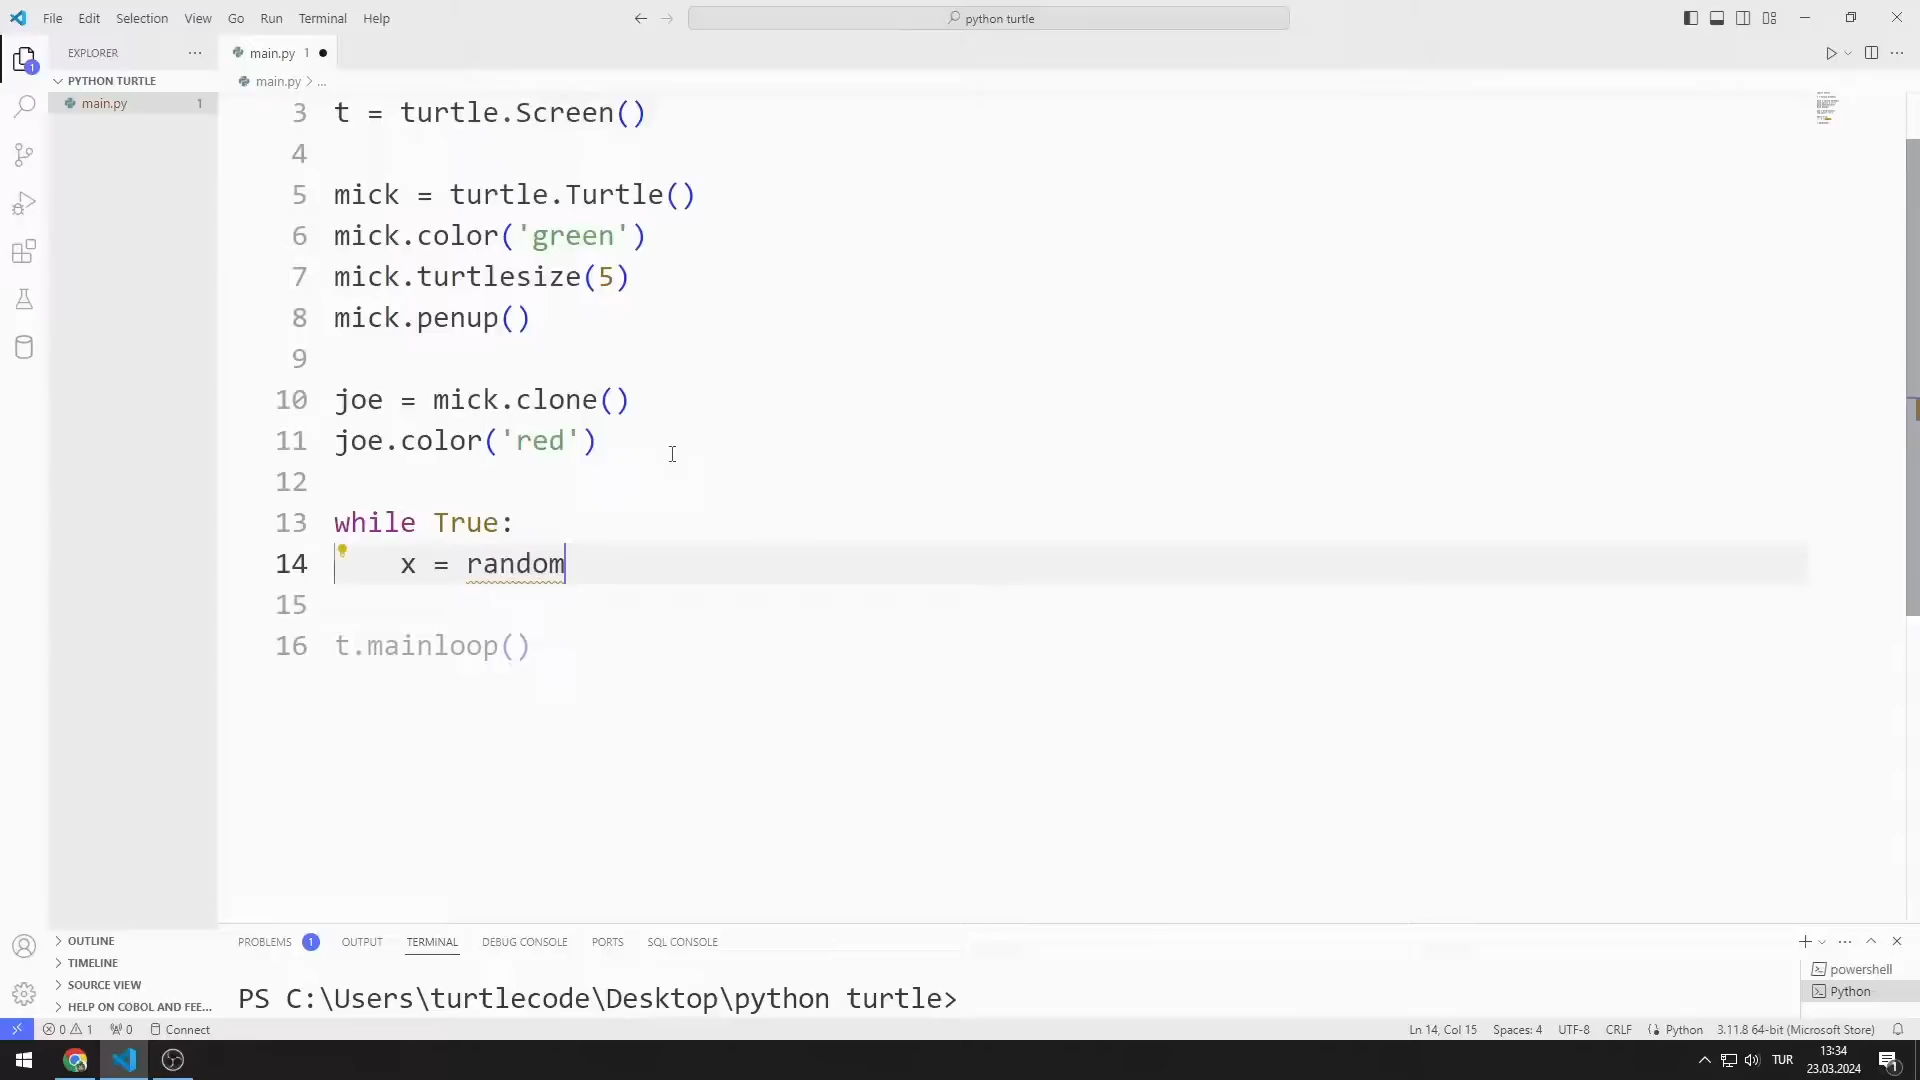 File Edit Selection View Go Run Terminal Help
python turtle
EXPLORER
main.py 1
PYTHON TURTLE
main.py > ...
main.py 1
1
3 t = turtle.Screen()
4
5 mick = turtle.Turtle()
6 mick.color('green')
7 mick.turtlesize(5)
8 mick.penup()
9
10 joe = mick.clone()
11 joe.color('red')
12
13 while True:
14 x = random
15
16 t.mainloop()
OUTLINE
TIMELINE
SOURCE VIEW
HELP ON COBOL AND FEE...
PROBLEMS 1 OUTPUT TERMINAL DEBUG CONSOLE PORTS SQL CONSOLE
powershell
Python
PS C:\Users\turtlecode\Desktop\python turtle>
0 1 0 Connect
Ln 14, Col 15 Spaces: 4 UTF-8 CRLF Python 3.11.8 64-bit (Microsoft Store)
TUR
13:34
23.03.2024
1